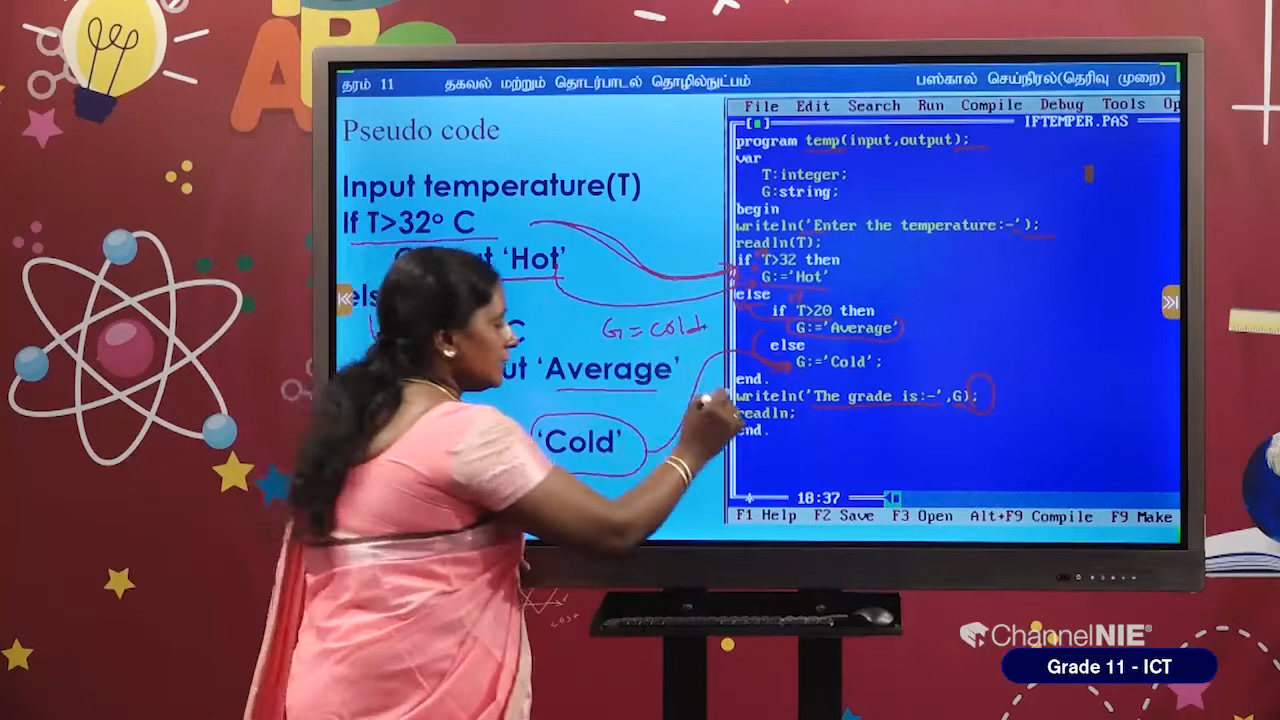 AB
தரம் 11 தகவல் மற்றும் தொடர்பாடல் தொழில்நுட்பம் பஸ்கால் செய்நிரல்(தெரிவு முறை)
Pseudo code
Input temperature(T)
If T>32° C
‘Hot’
els
C
ut ‘Average’
‘Cold’
G = cold
File Edit Search Run Compile Debug Tools Op
IFTEMPER.PAS
program temp(input,output);
var
T:integer;
G:string;
begin
writeln('Enter the temperature:-');
readln(T);
if T>32 then
G:='Hot'
else
if T>20 then
G:='Average'
else
G:='Cold';
end.
writeln('The grade is:-',G);
readln;
end.
18:37
F1 Help F2 Save F3 Open Alt+F9 Compile F9 Make
ChannelNIE®
Grade 11 - ICT